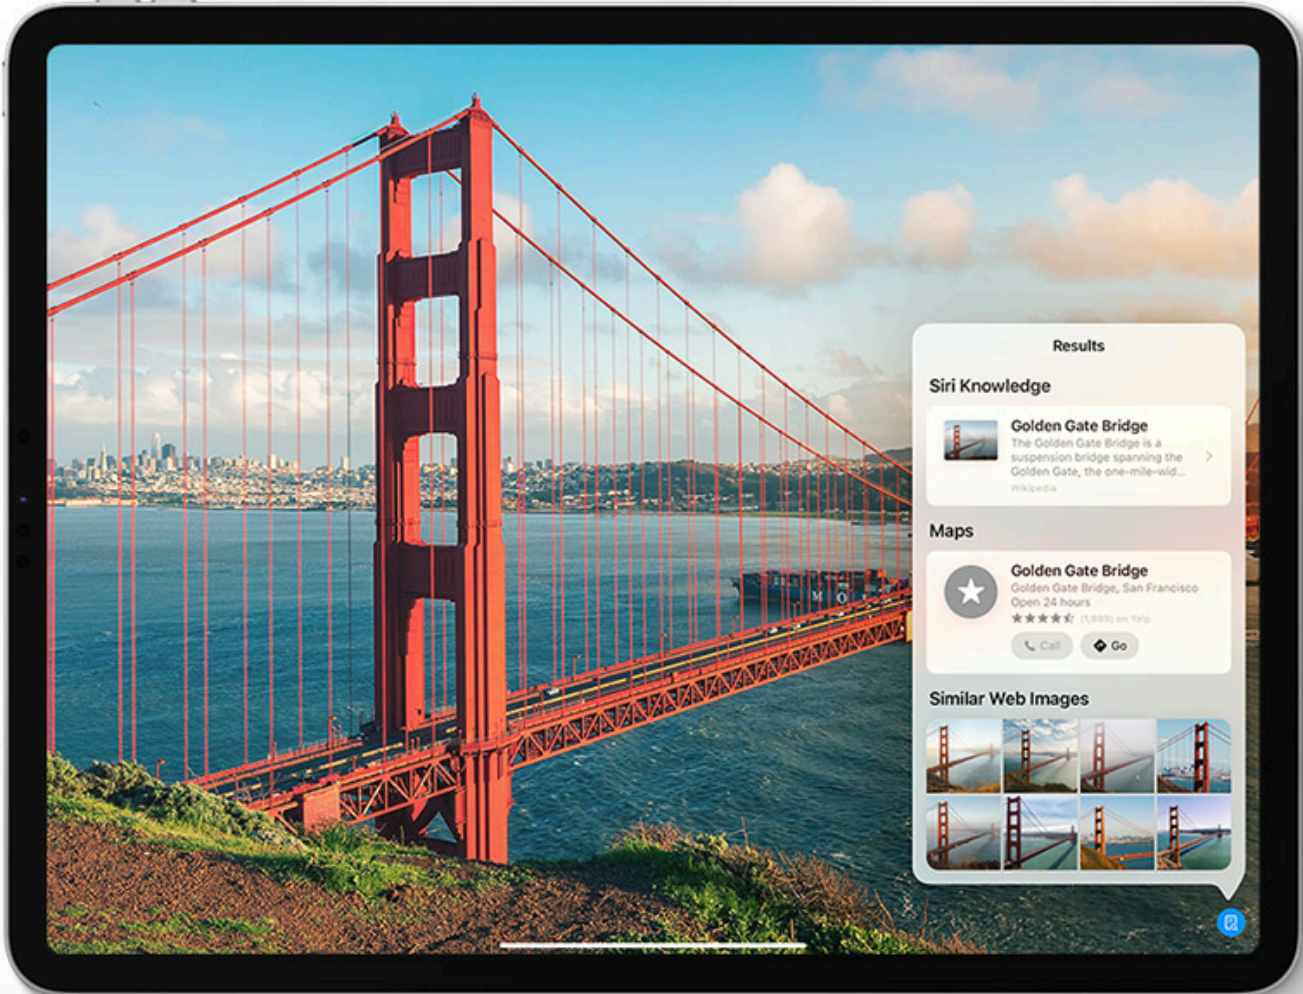 Results
Siri Knowledge
Golden Gate Bridge
The Golden Gate Bridge is a
suspension bridge spanning the
Golden Gate, the one-mile-wid...
Wikipedia
Maps
Golden Gate Bridge
Golden Gate Bridge, San Francisco
Open 24 hours
(1,899) on Yelp
Call
Go
Similar Web Images
M O